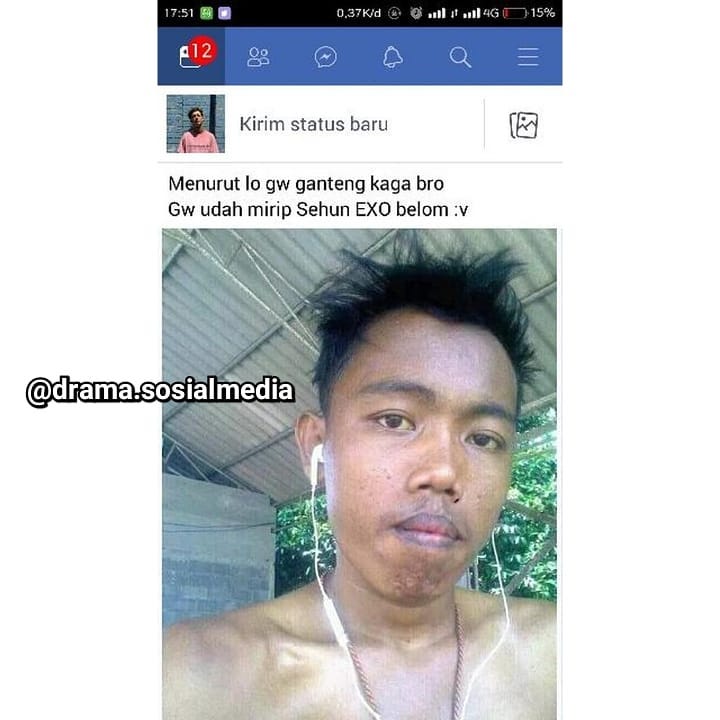 17:51 0,37K/d 4G 15%
12
Kirim status baru
Menurut lo gw ganteng kaga bro
Gw udah mirip Sehun EXO belom :v
@drama.sosialmedia